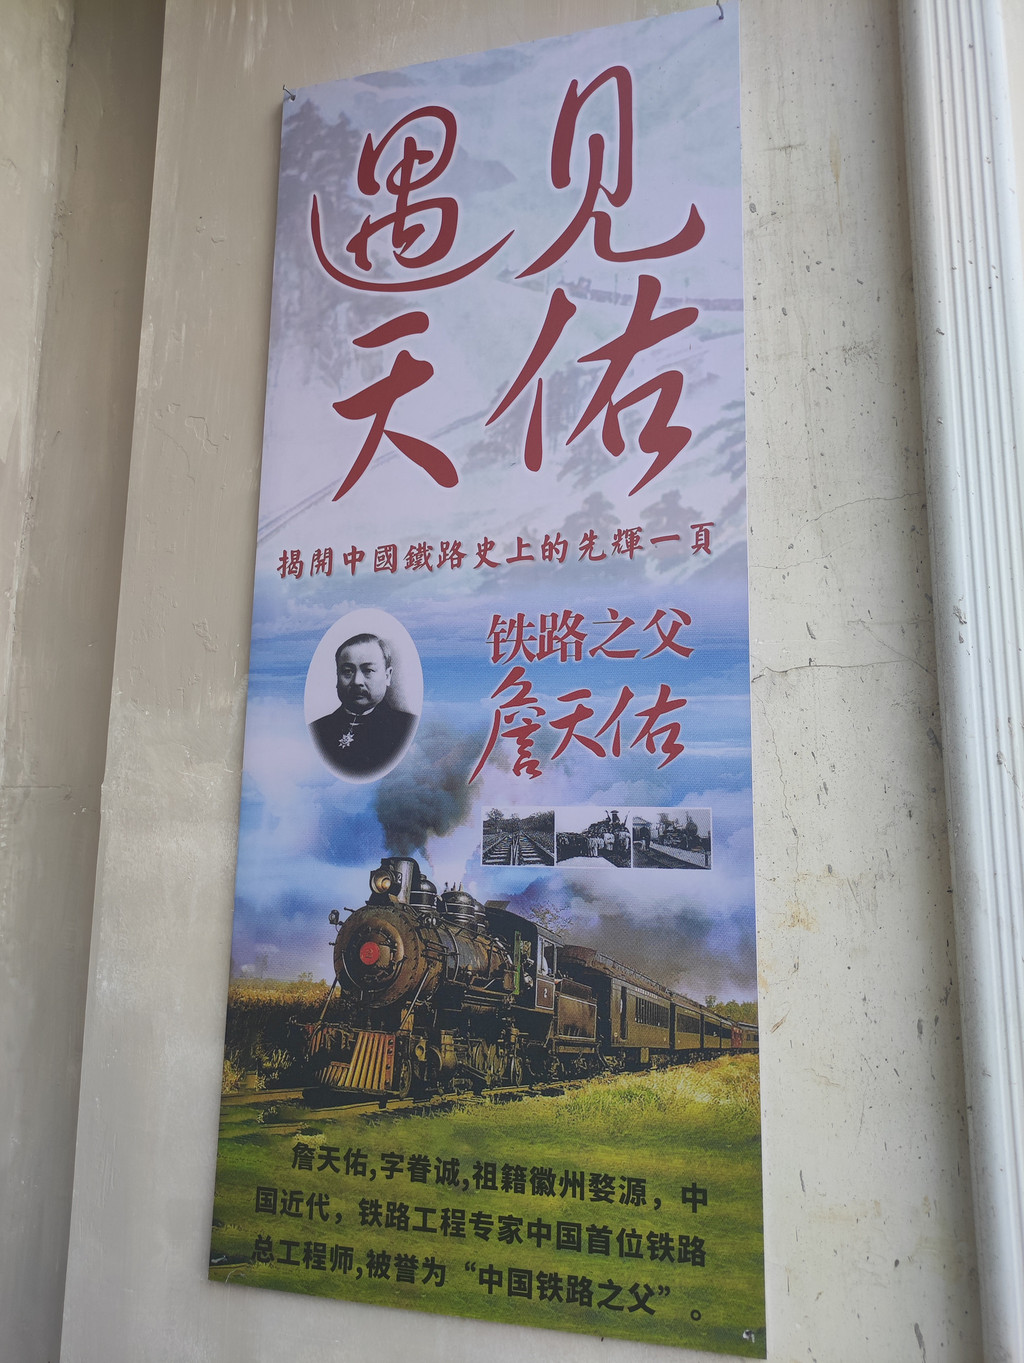 遇见
天佑
揭開中國鐵路史上的先輝一頁
铁路之父
詹天佑
詹天佑,字眷诚,祖籍徽州婺源，中
国近代，铁路工程专家中国首位铁路
总工程师,被誉为“中国铁路之父”。